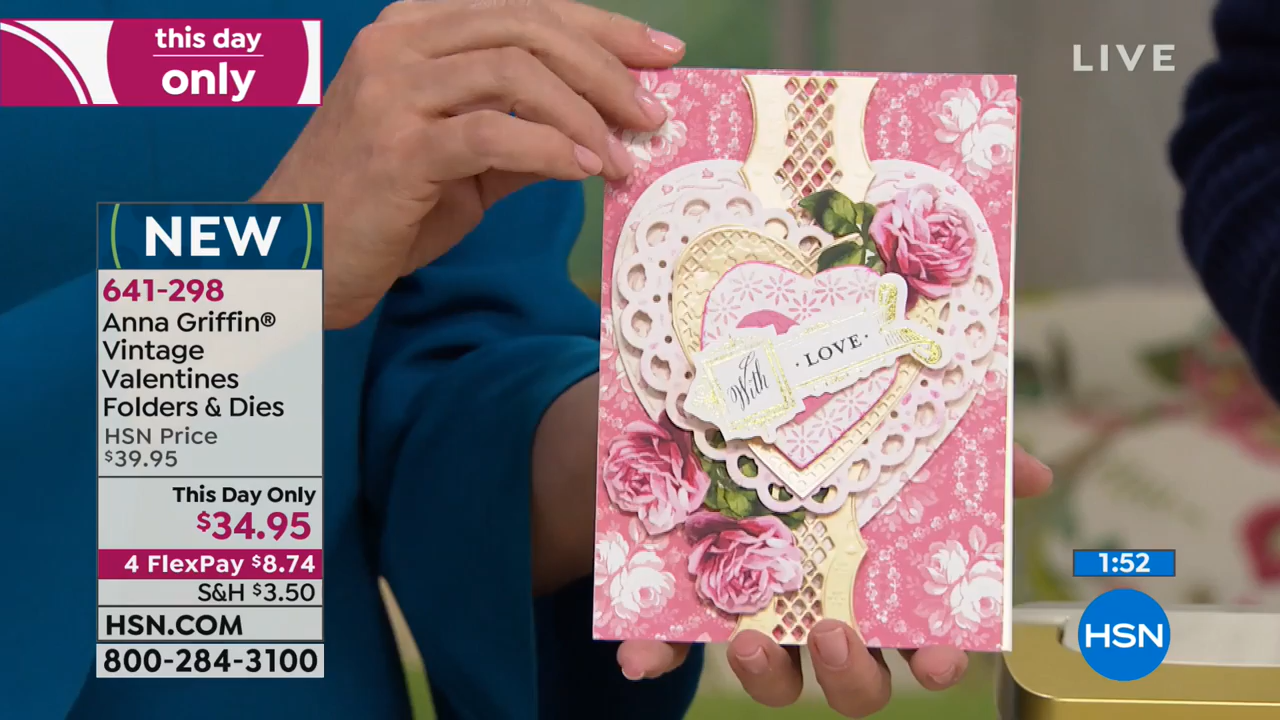 this day
only
LIVE
NEW
641-298
Anna Griffin®
Vintage
Valentines
Folders & Dies
HSN Price
$39.95
This Day Only
$34.95
4 FlexPay $8.74
S&H $3.50
HSN.COM
800-284-3100
With
·LOVE·
1:52
HSN